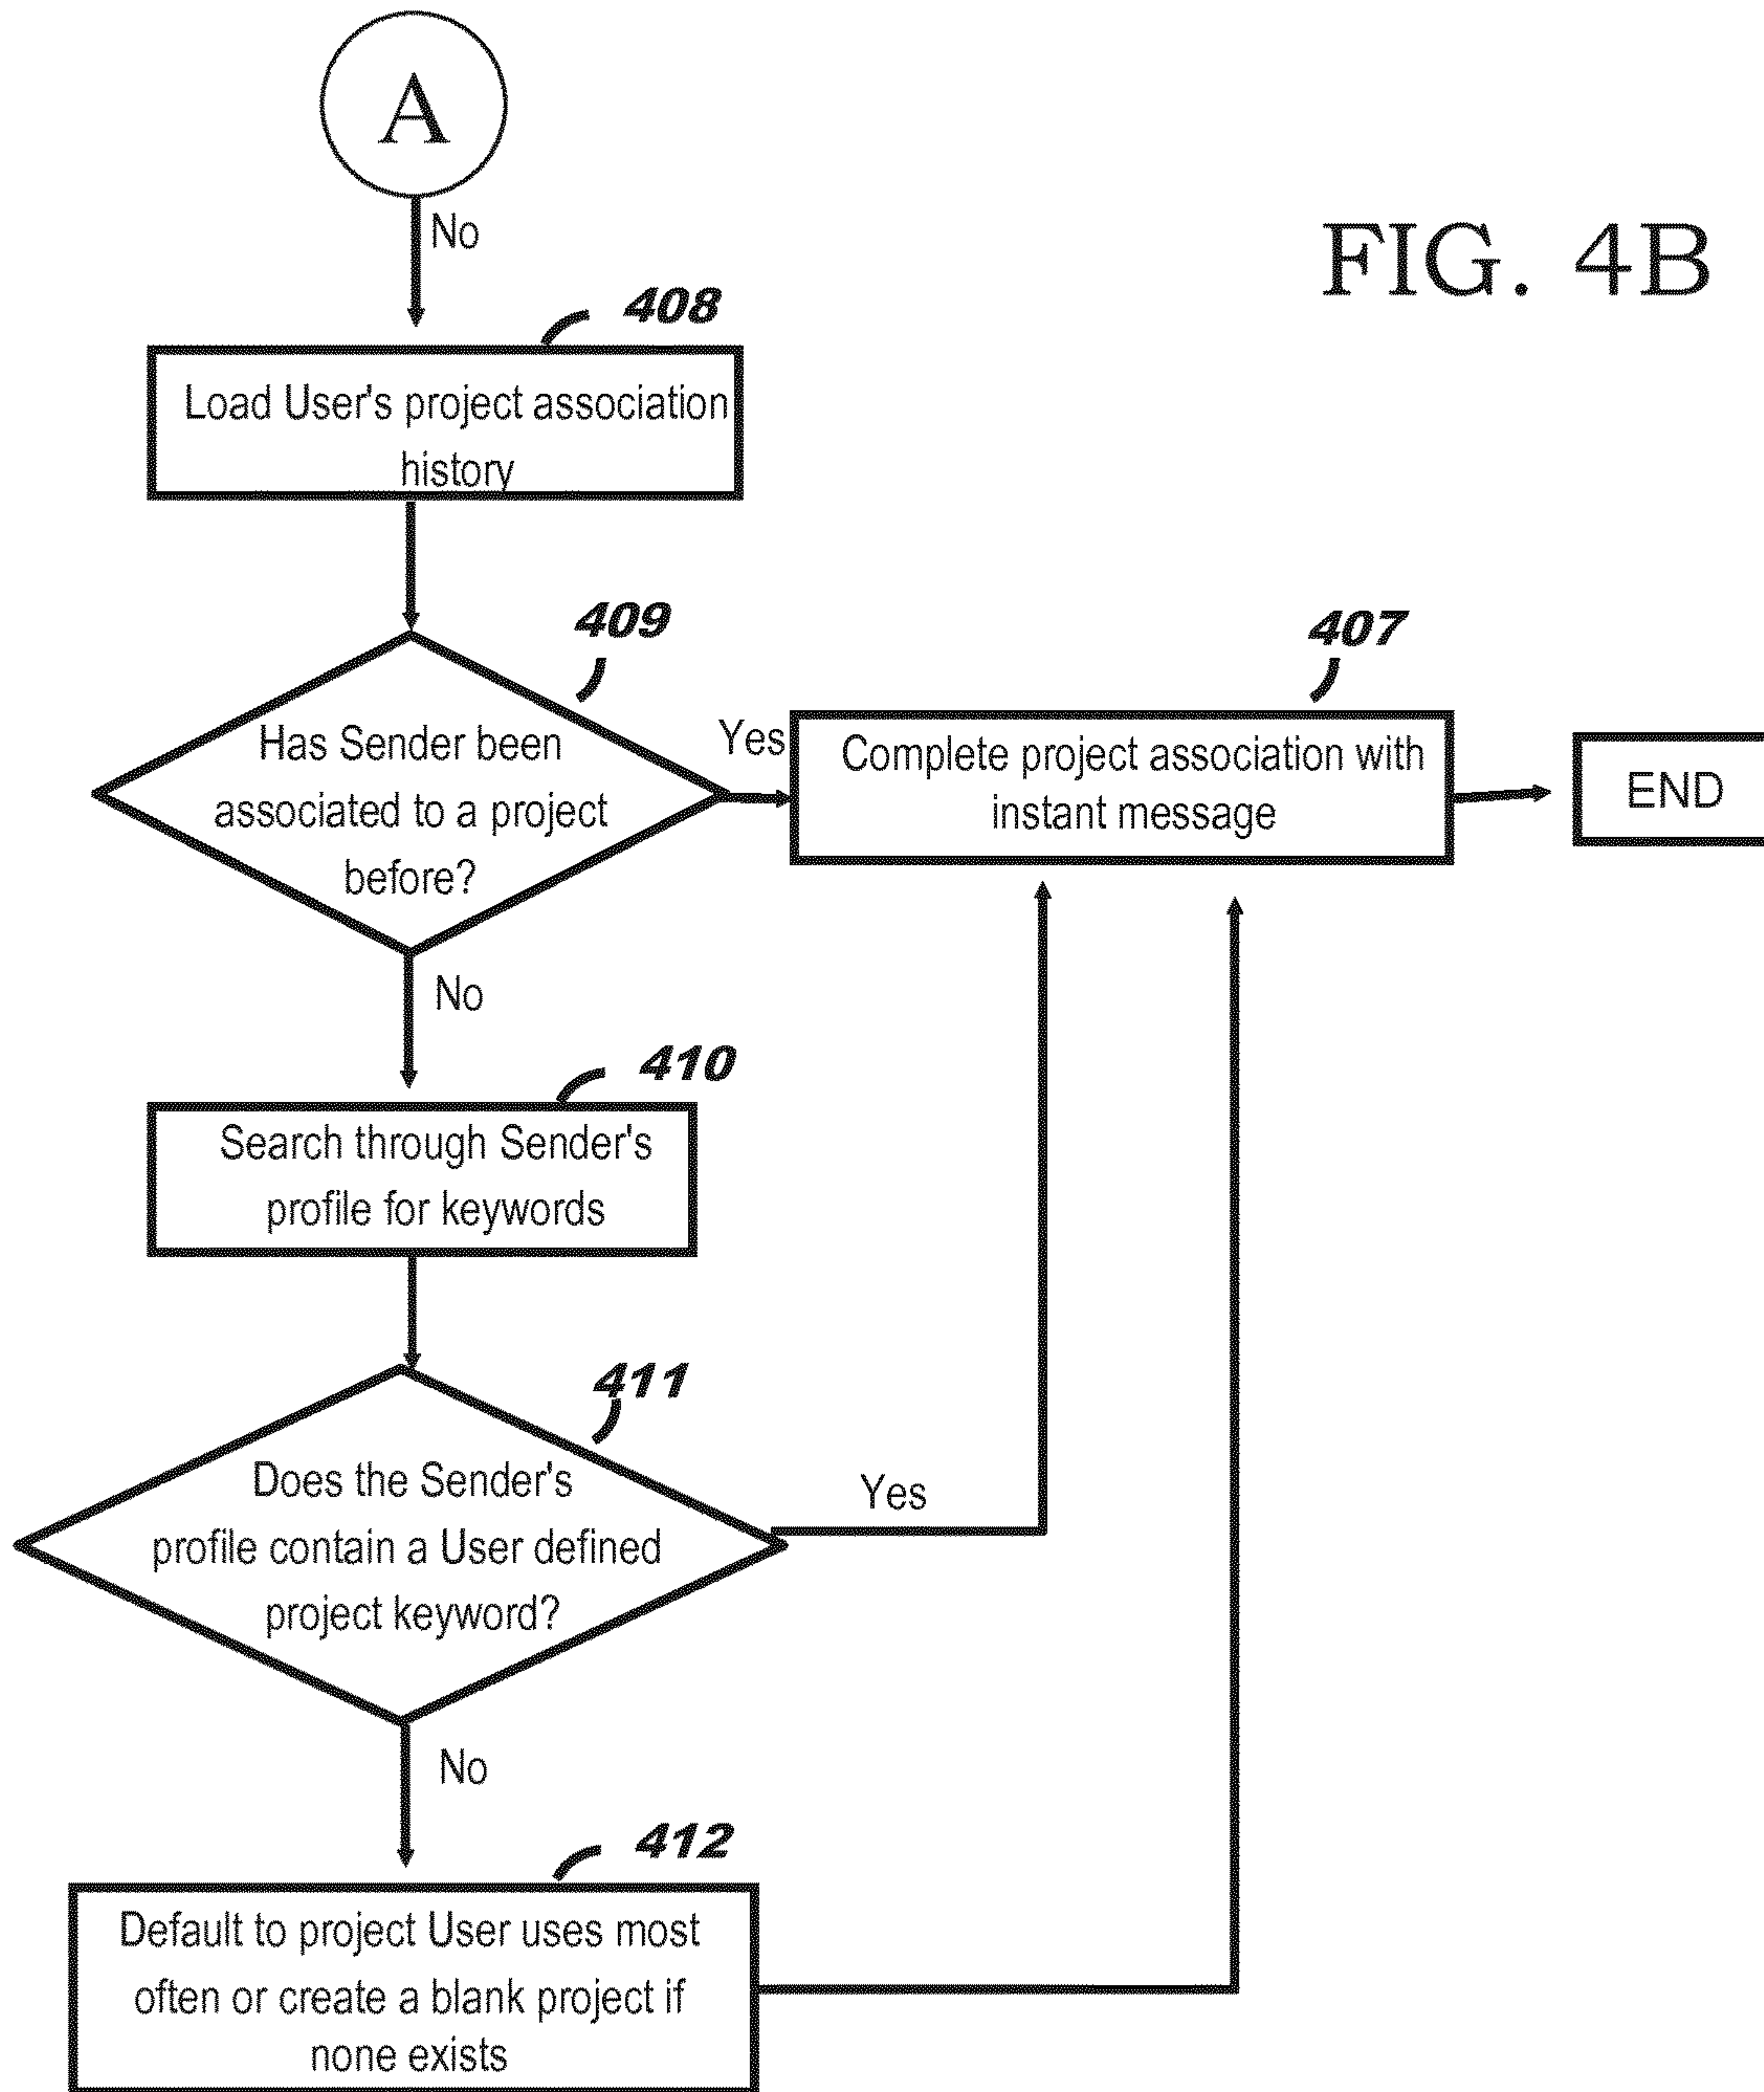 A
No
FIG. 4B
408
Load User's project association
history
409
Has Sender been
associated to a project
before?
Yes
407
Complete project association with
instant message
END
No
410
Search through Sender's
profile for keywords
411
Does the Sender's
profile contain a User defined
project keyword?
Yes
No
412
Default to project User uses most
often or create a blank project if
none exists